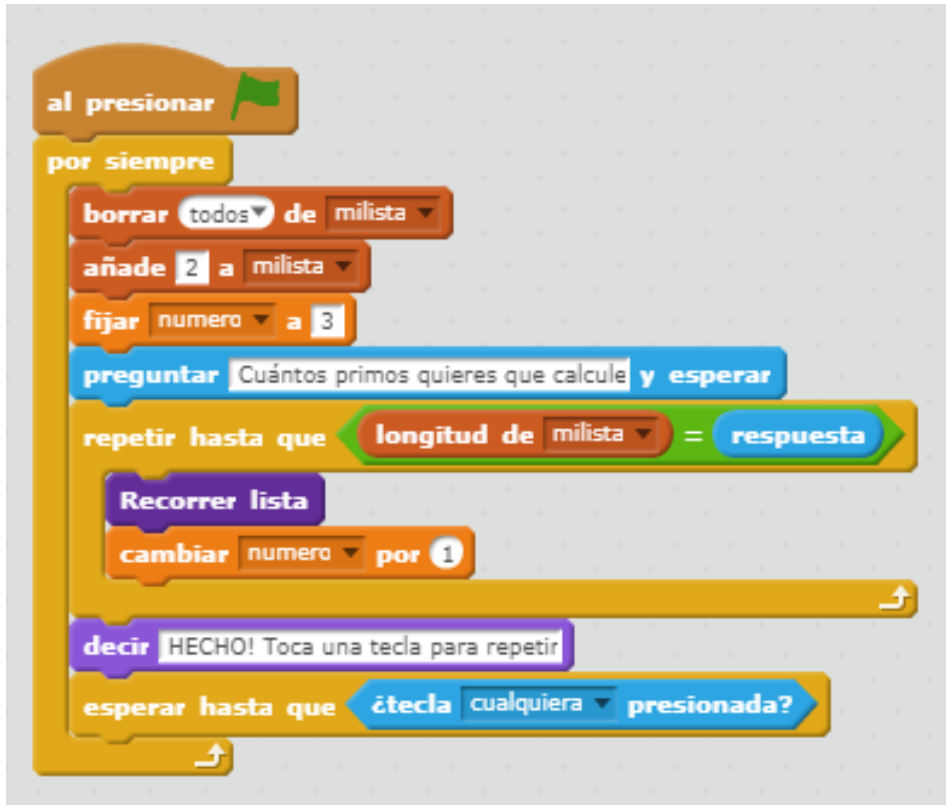 al presionar
por siempre
borrar todos de milista
añade 2 a milista
fijar numero a 3
preguntar Cuántos primos quieres que calcule y esperar
repetir hasta que longitud de milista = respuesta
Recorrer lista
cambiar numero por 1
decir HECHO! Toca una tecla para repetir
esperar hasta que ¿tecla cualquiera presionada?